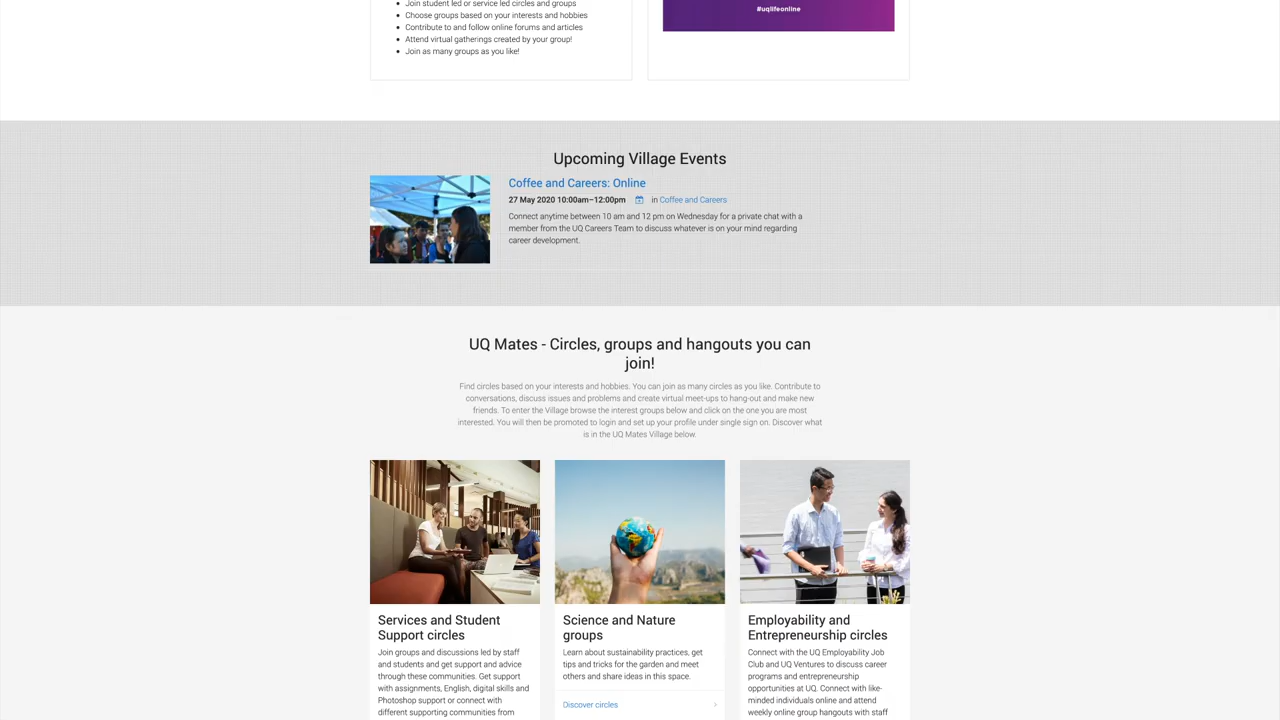 Join student led or service led circles and groups
Choose groups based on your interests and hobbies
Contribute to and follow online forums and articles
Attend virtual gatherings created by your group!
Join as many groups as you like!
#uqlifeonline
Upcoming Village Events
Coffee and Careers: Online
27 May 2020 10:00am–12:00pm in Coffee and Careers
Connect anytime between 10 am and 12 pm on Wednesday for a private chat with a
member from the UQ Careers Team to discuss whatever is on your mind regarding
career development.
UQ Mates - Circles, groups and hangouts you can
join!
Find circles based on your interests and hobbies. You can join as many circles as you like. Contribute to
conversations, discuss issues and problems and create virtual meet-ups to hang-out and make new
friends. To enter the Village browse the interest groups below and click on the one you are most
interested. You will then be promoted to login and set up your profile under single sign on. Discover what
is in the UQ Mates Village below.
Services and Student
Support circles
Join groups and discussions led by staff
and students and get support and advice
through these communities. Get support
with assignments, English, digital skills and
Photoshop support or connect with
different supporting communities from
Science and Nature
groups
Learn about sustainability practices, get
tips and tricks for the garden and meet
others and share ideas in this space.
Discover circles
Employability and
Entrepreneurship circles
Connect with the UQ Employability Job
Club and UQ Ventures to discuss career
programs and entrepreneurship
opportunities at UQ. Connect with like-
minded individuals online and attend
weekly online group hangouts with staff